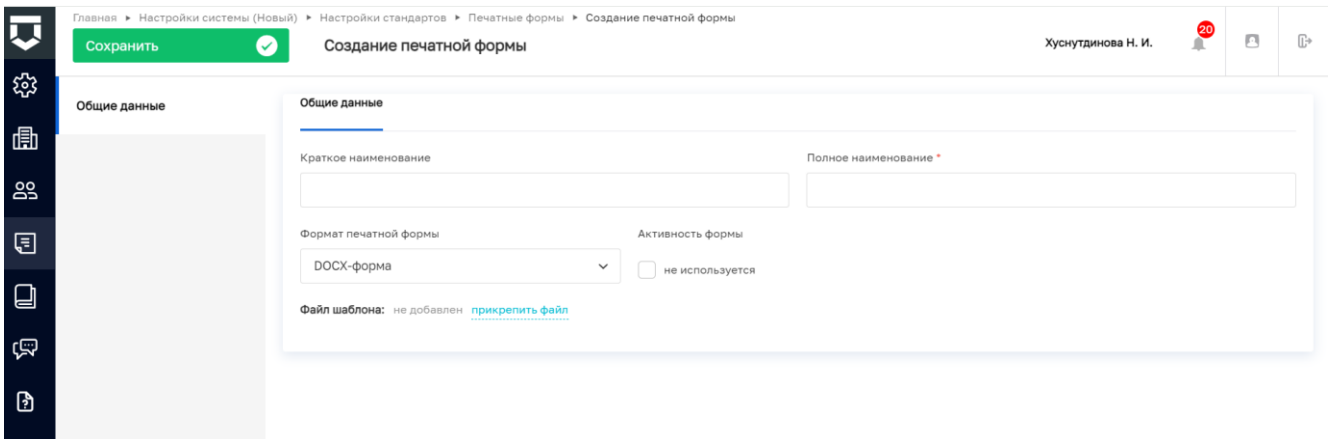 Главная ▸ Настройки системы (Новый) ▸ Настройки стандартов ▸ Печатные формы ▸ Создание печатной формы
Сохранить
Создание печатной формы
Хуснутдинова Н. И.
20
Общие данные
Общие данные
Краткое наименование
Полное наименование *
Формат печатной формы
Активность формы
DOCX-форма
не используется
Файл шаблона: не добавлен прикрепить файл